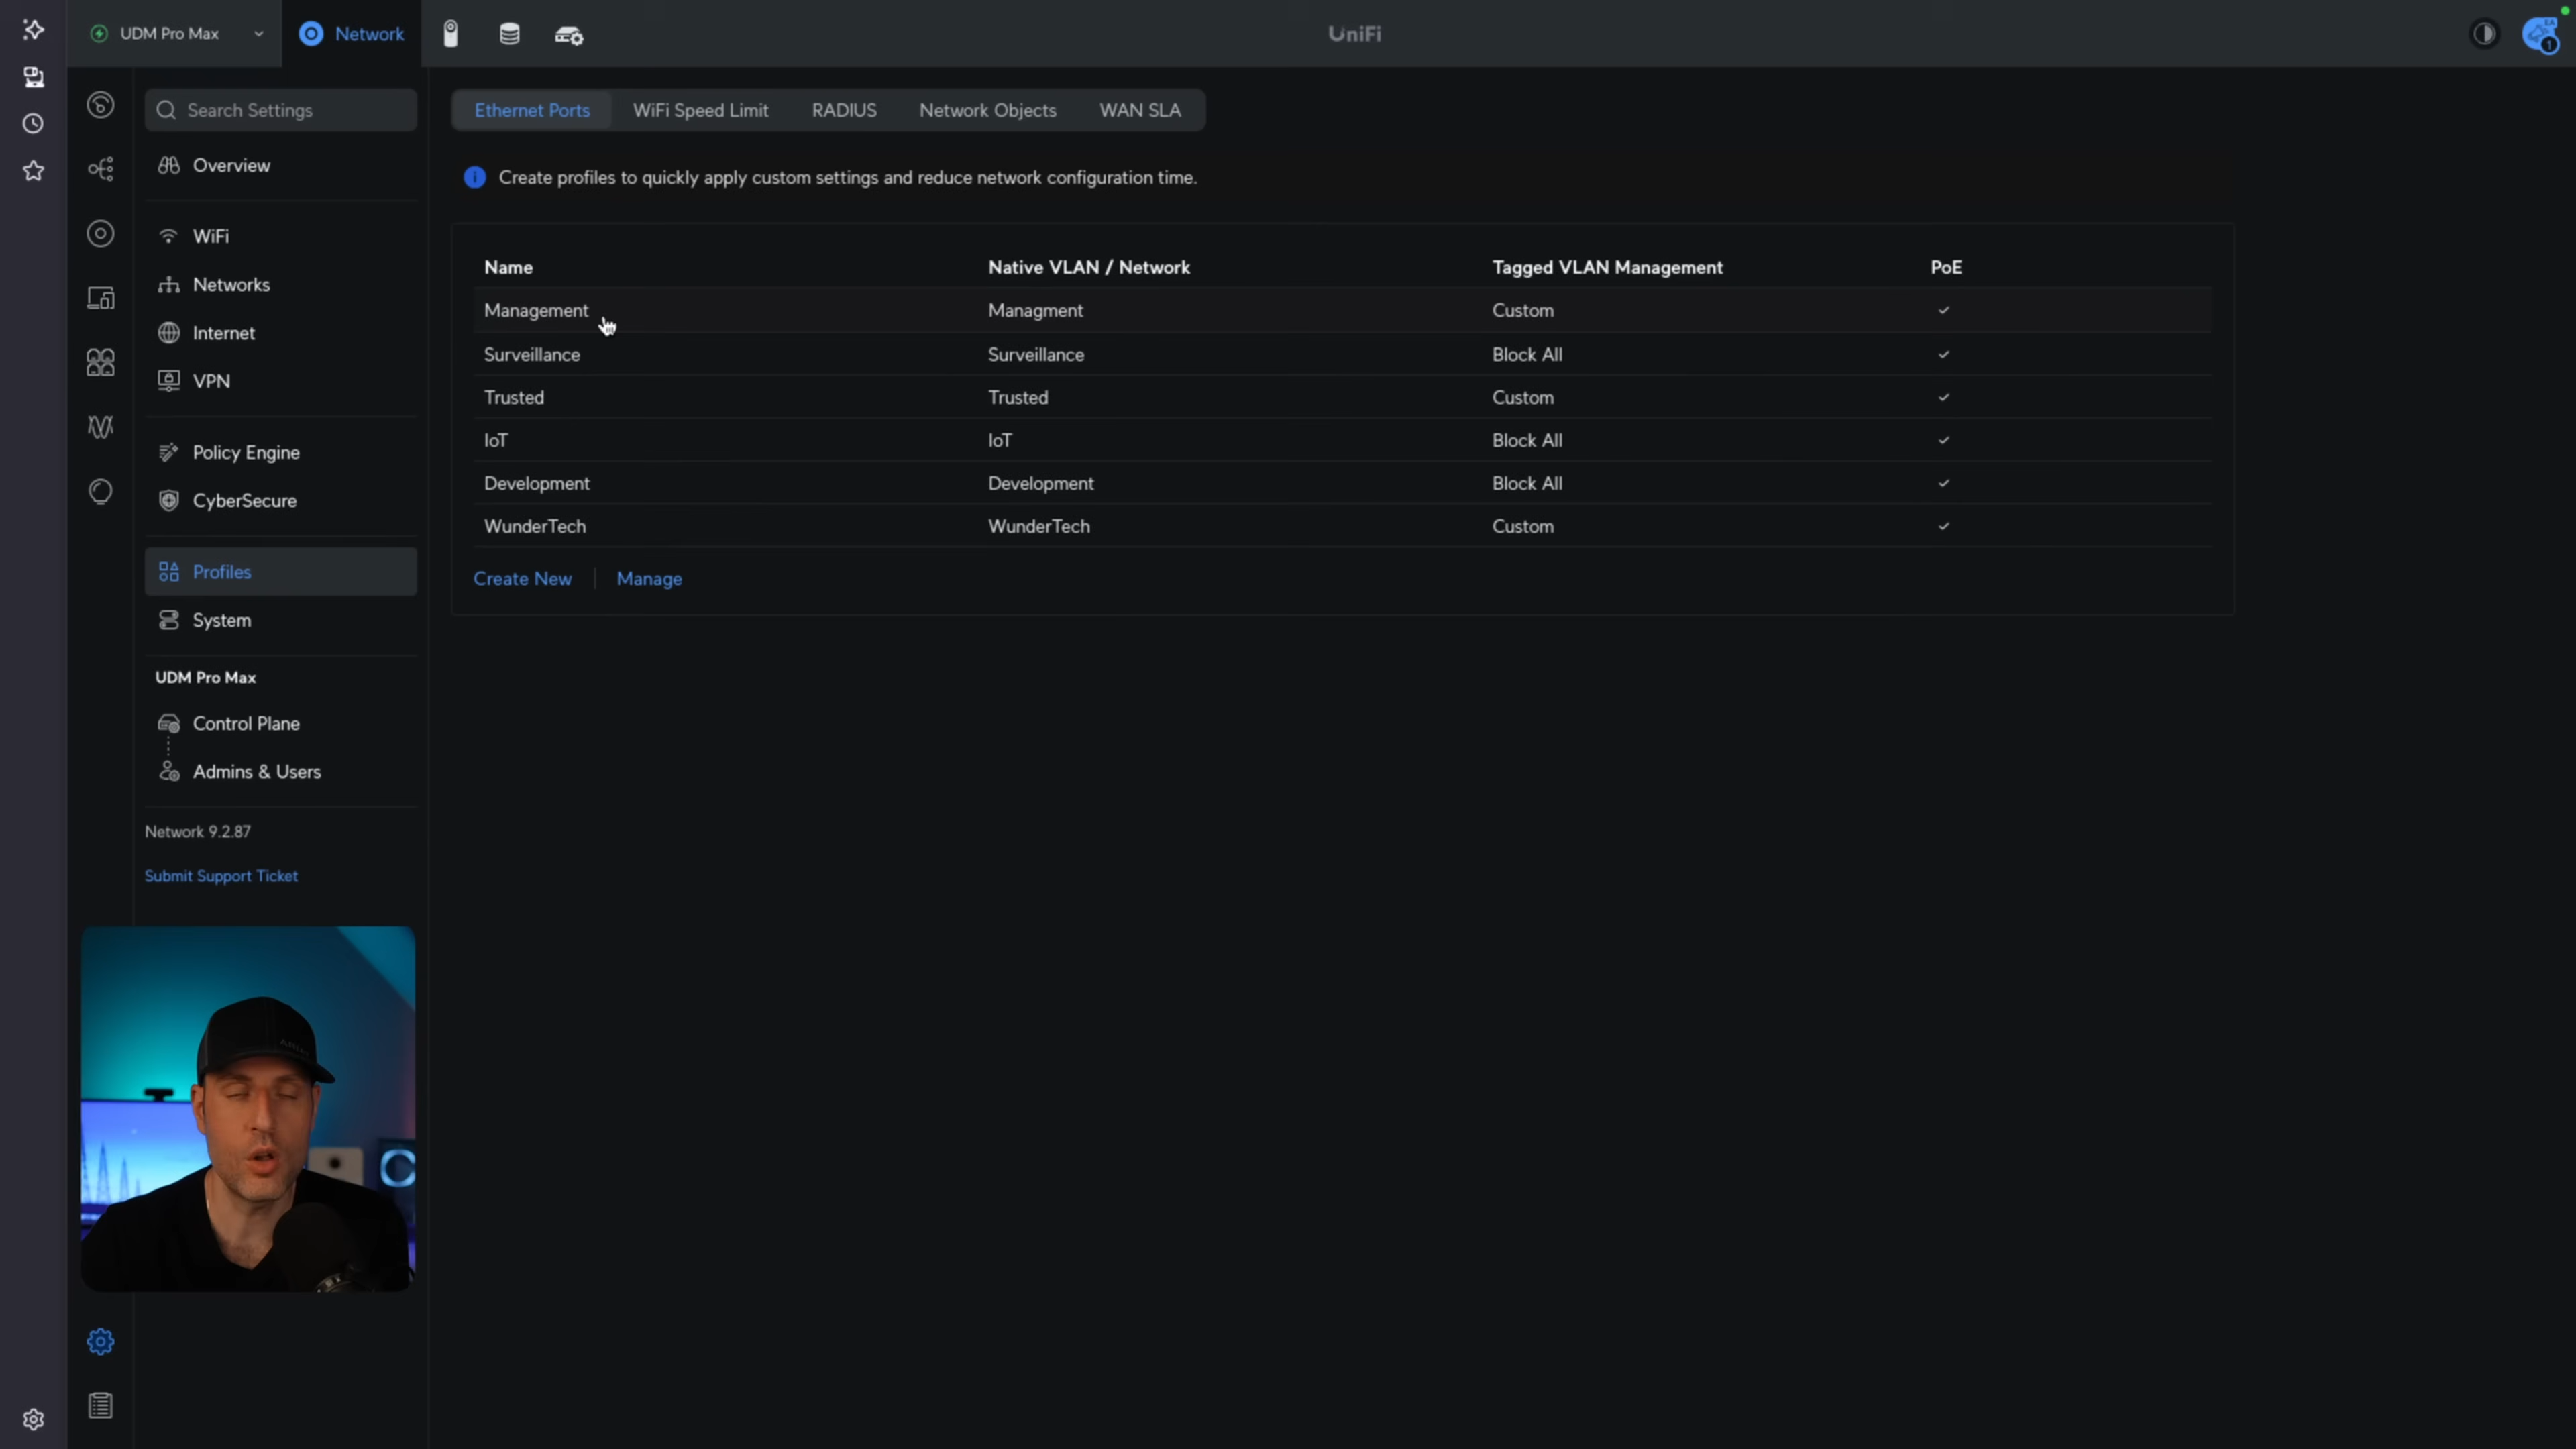 UDM Pro Max
Network
UniFi
Search Settings
Overview
WiFi
Networks
Internet
VPN
Policy Engine
CyberSecure
Profiles
System
UDM Pro Max
Control Plane
Admins & Users
Network 9.2.87
Submit Support Ticket
Ethernet Ports WiFi Speed Limit RADIUS Network Objects WAN SLA
Create profiles to quickly apply custom settings and reduce network configuration time.
Name Native VLAN / Network Tagged VLAN Management PoE
Management Managment Custom
Surveillance Surveillance Block All
Trusted Trusted Custom
IoT IoT Block All
Development Development Block All
WunderTech WunderTech Custom
Create New Manage
EA
1